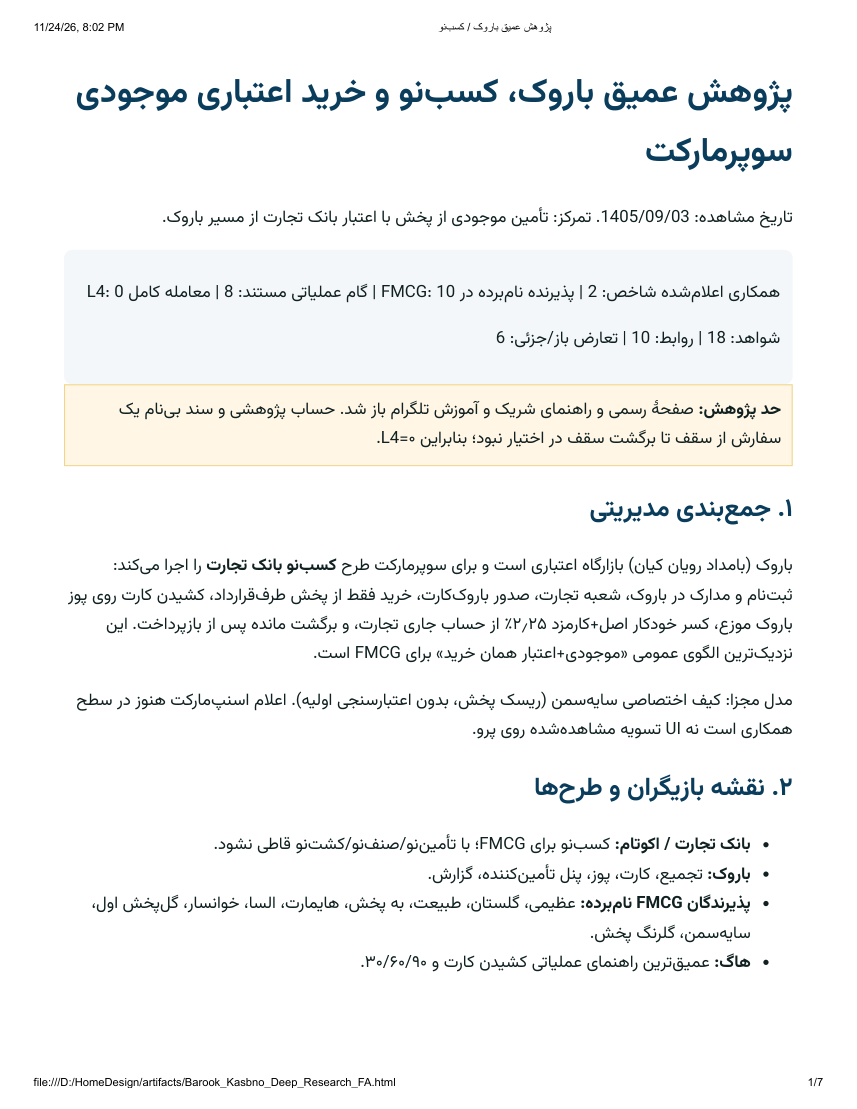 11/24/26, 8:02 PM
پژوهش عمیق باروک / کسب‌نو
پژوهش عمیق باروک، کسب‌نو و خرید اعتباری موجودی
سوپرمارکت
تاریخ مشاهده: 1405/09/03. تمرکز: تأمین موجودی از پخش با اعتبار بانک تجارت از مسیر باروک.
همکاری اعلام‌شده شاخص: 2 | پذیرنده نام‌برده در FMCG: 10 | گام عملیاتی مستند: 8 | معامله کامل L4: 0
شواهد: 18 | روابط: 10 | تعارض باز/جزئی: 6
حد پژوهش: صفحهٔ رسمی و راهنمای شریک و آموزش تلگرام باز شد. حساب پژوهشی و سند بی‌نام یک
سفارش از سقف تا برگشت سقف در اختیار نبود؛ بنابراین L4=۰.
۱. جمع‌بندی مدیریتی
باروک (بامداد رویان کیان) بازارگاه اعتباری است و برای سوپرمارکت طرح کسب‌نو بانک تجارت را اجرا می‌کند:
ثبت‌نام و مدارک در باروک، شعبه تجارت، صدور باروک‌کارت، خرید فقط از پخش طرف‌قرارداد، کشیدن کارت روی پوز
باروک موزع، کسر خودکار اصل+کارمزد ۲٫۲۵٪ از حساب جاری تجارت، و برگشت مانده پس از بازپرداخت. این
نزدیک‌ترین الگوی عمومی «موجودی+اعتبار همان خرید» برای FMCG است.
مدل مجزا: کیف اختصاصی سایه‌سمن (ریسک پخش، بدون اعتبارسنجی اولیه). اعلام اسنپ‌مارکت هنوز در سطح
همکاری است نه UI تسویه مشاهده‌شده روی پرو.
۲. نقشه بازیگران و طرح‌ها
• بانک تجارت / اکوتام: کسب‌نو برای FMCG؛ با تأمین‌نو/صنف‌نو/کشت‌نو قاطی نشود.
• باروک: تجمیع، کارت، پوز، پنل تأمین‌کننده، گزارش.
• پذیرندگان FMCG نام‌برده: عظیمی، گلستان، طبیعت، به پخش، هایمارت، السا، خوانسار، گل‌پخش اول،
سایه‌سمن، گلرنگ پخش.
• هاگ: عمیق‌ترین راهنمای عملیاتی کشیدن کارت و ۳۰/۶۰/۹۰.
file:///D:/HomeDesign/artifacts/Barook_Kasbno_Deep_Research_FA.html
1/7